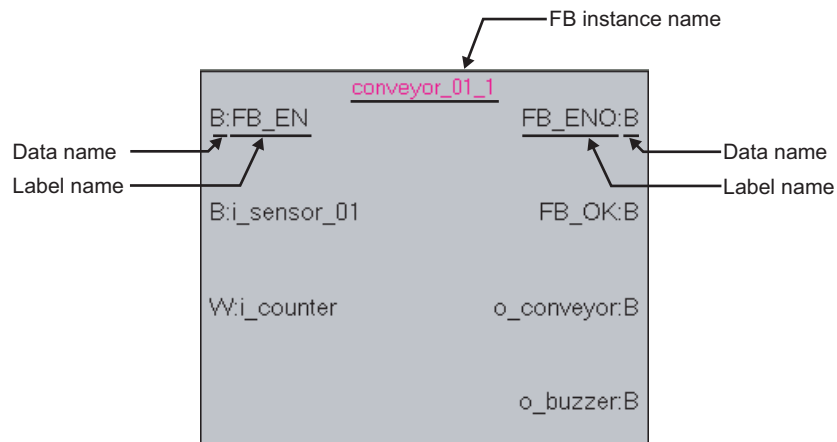 FB instance name
conveyor_01_1
B:FB_EN
FB_ENO:B
Data name
Data name
Label name
Label name
B:i_sensor_01
FB_OK:B
W:i_counter
o_conveyor:B
o_buzzer:B